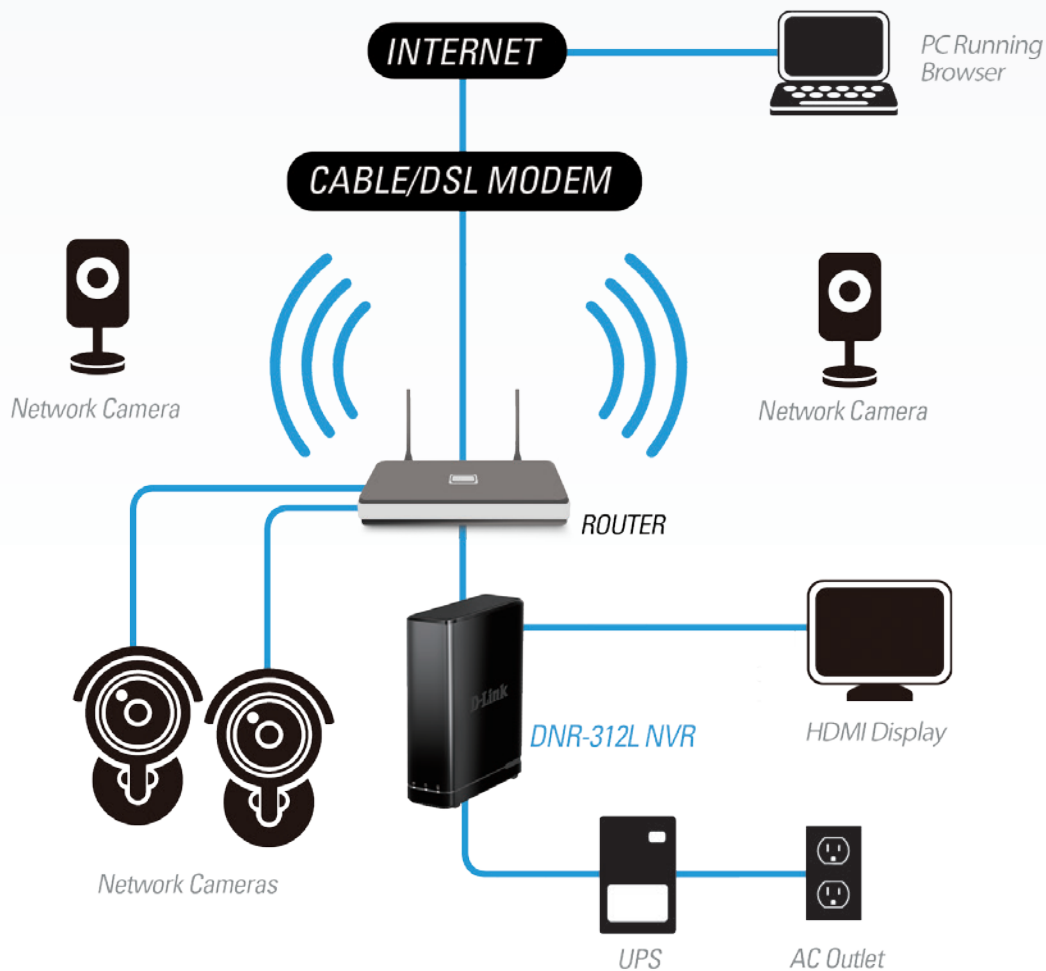 INTERNET
PC Running
Browser
CABLE/DSL MODEM
Network Camera
Network Camera
ROUTER
D-Link
DNR-312L NVR
HDMI Display
Network Cameras
UPS
AC Outlet